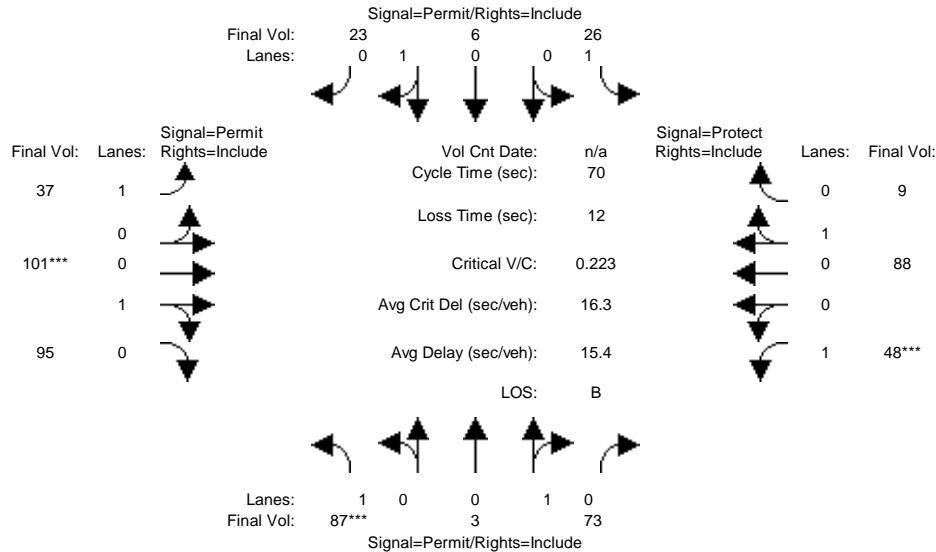 Signal=Permit/Rights=Include
Final Vol: 23 6 26
Lanes: 0 1 0 0 1
Signal=Permit Signal=Protect
Final Vol: Lanes: Rights=Include Vol Cnt Date: n/a Rights=Include Lanes: Final Vol:
Cycle Time (sec): 70
37 1 0 9
Loss Time (sec): 12
0 1
101*** 0 Critical V/C: 0.223 0 88
1 Avg Crit Del (sec/veh): 16.3 0
95 0 Avg Delay (sec/veh): 15.4 1 48***
LOS: B
Lanes: 1 0 0 1 0
Final Vol: 87*** 3 73
Signal=Permit/Rights=Include